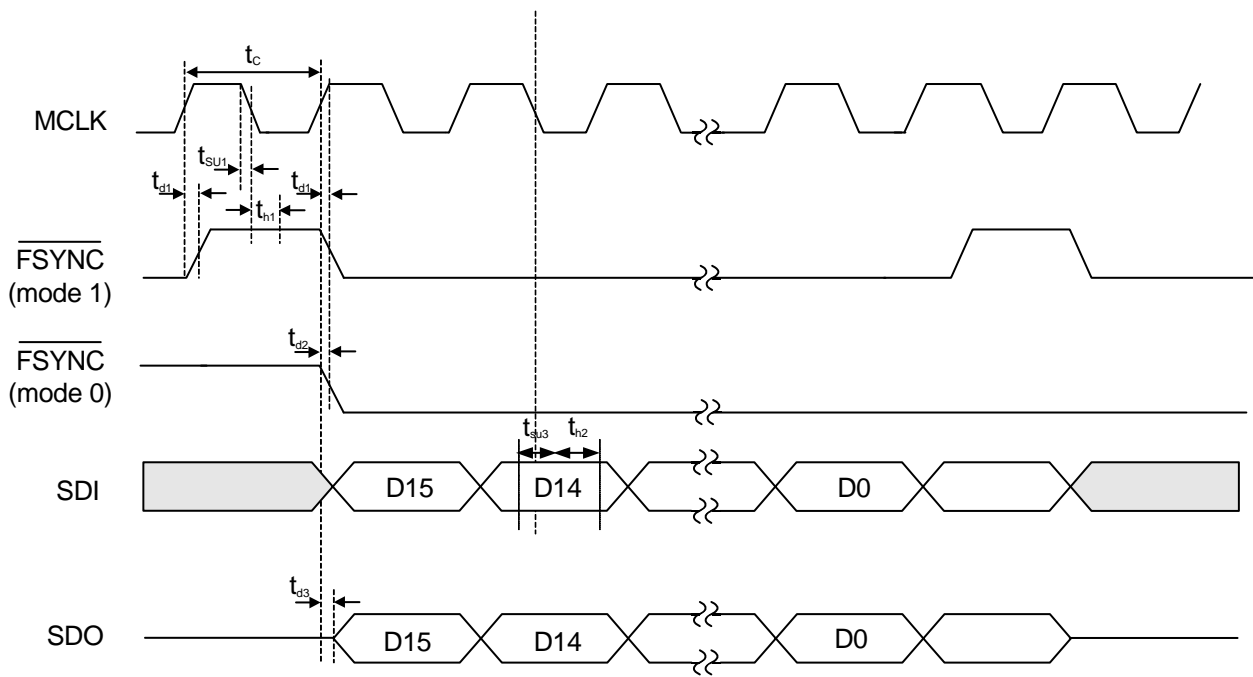 tC
MCLK
tSU1
td1
td1
th1
FSYNC
(mode 1)
td2
FSYNC
(mode 0)
tsu3
th2
SDI
D15
D14
D0
td3
SDO
D15
D14
D0